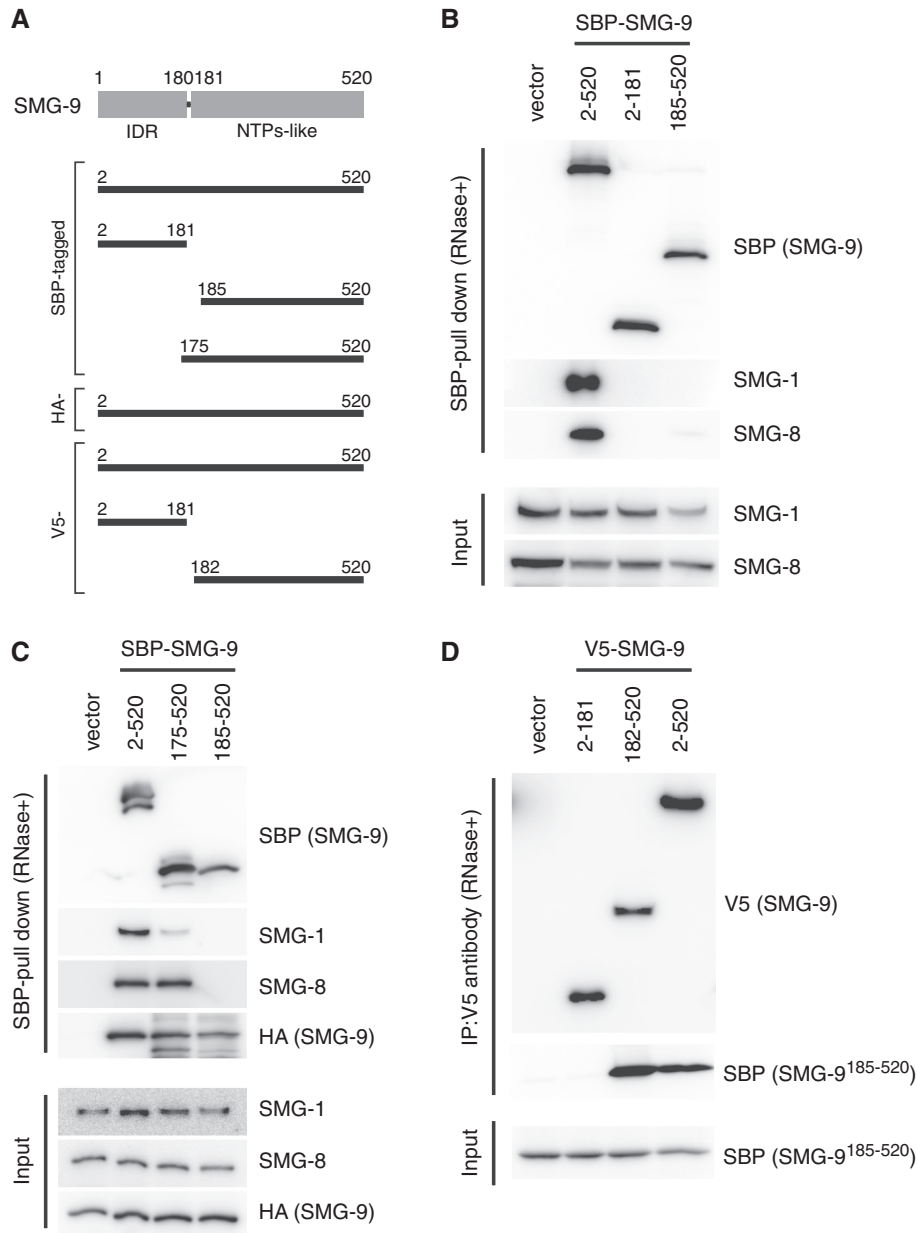 A
1 180 181 520
SMG-9
IDR NTPs-like
SBP-tagged
2 520
2 181
185 520
175 520
HA-
2 520
V5-
2 520
2 181
182 520
B
SBP-SMG-9
vector 2-520 2-181 185-520
SBP-pull down (RNase+)
SBP (SMG-9)
SMG-1
SMG-8
Input
SMG-1
SMG-8
C
SBP-SMG-9
vector 2-520 175-520 185-520
SBP-pull down (RNase+)
SBP (SMG-9)
SMG-1
SMG-8
HA (SMG-9)
Input
SMG-1
SMG-8
HA (SMG-9)
D
V5-SMG-9
vector 2-181 182-520 2-520
IP:V5 antibody (RNase+)
V5 (SMG-9)
SBP (SMG-9185-520)
Input
SBP (SMG-9185-520)